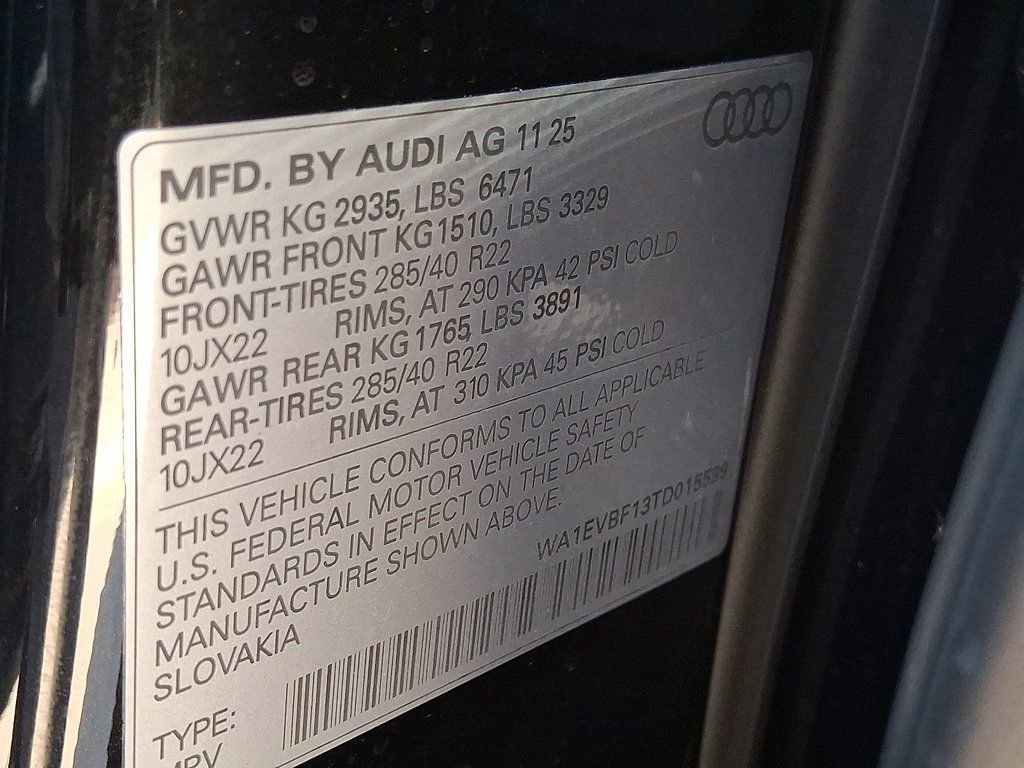 MFD. BY AUDI AG 11 25
GVWR KG 2935, LBS 6471
GAWR FRONT KG1510, LBS 3329
FRONT-TIRES 285/40 R22
10JX22 RIMS, AT 290 KPA 42 PSI COLD
GAWR REAR KG 1765, LBS 3891
REAR-TIRES 285/40 R22
10JX22 RIMS, AT 310 KPA 45 PSI COLD
THIS VEHICLE CONFORMS TO ALL APPLICABLE
U.S. FEDERAL MOTOR VEHICLE SAFETY
STANDARDS IN EFFECT ON THE DATE OF
MANUFACTURE SHOWN ABOVE.
SLOVAKIA
WA1EVBF13TD015599
TYPE:
MPV